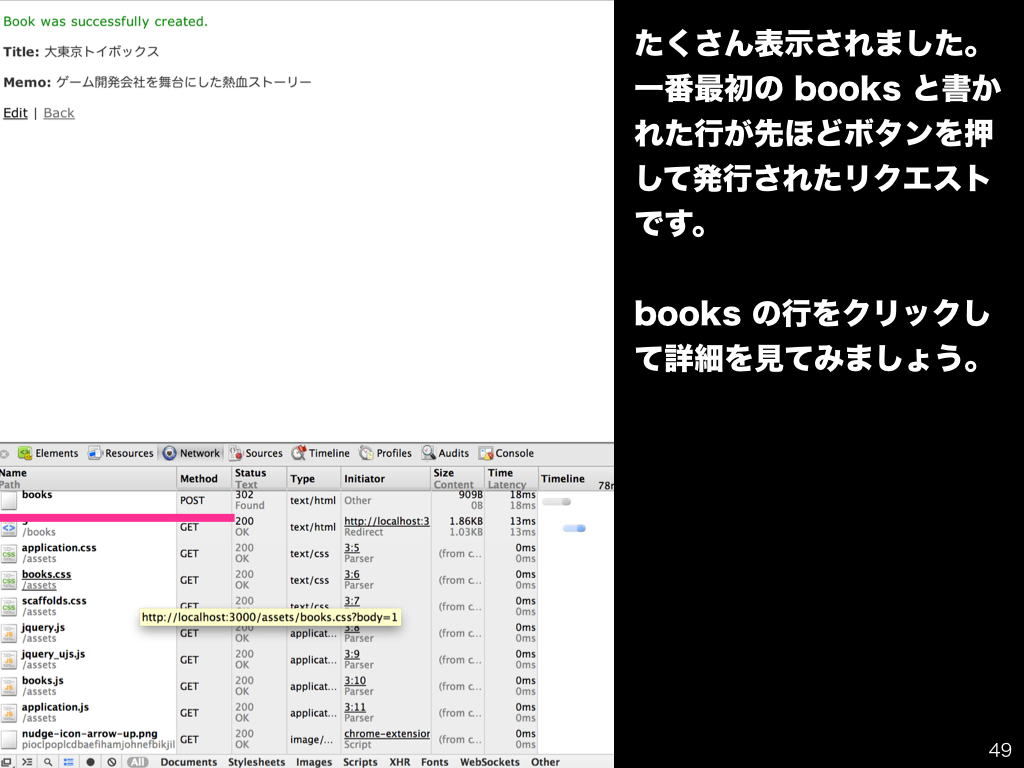 Book was successfully created.
Title: 大東京トイボックス
Memo: ゲーム開発会社を舞台にした熱血ストーリー
Edit | Back
たくさん表示されました。
一番最初の books と書か
れた行が先ほどボタンを押
して発行されたリクエスト
です。
books の行をクリックし
て詳細を見てみましょう。
Elements Resources Network Sources Timeline Profiles Audits Console
Name Method Status Type Initiator Size Time Timeline
Path Text Content Latency 78m
books POST 302 text/html Other 909B 18ms
Found 0B 18ms
GET 200 text/html http://localhost:3 1.86KB 13ms
/books OK Redirect 1.03KB 13ms
application.css GET 200 text/css 3:5 (from c... 0ms
/assets OK Parser 0ms
books.css GET 200 text/css 3:6 (from c... 0ms
/assets OK Parser 0ms
scaffolds.css GET 200 text/css 3:7 (from c... 0ms
/assets OK Parser 0ms
http://localhost:3000/assets/books.css?body=1
jquery.js GET 200 applicat... 3:8 (from c... 0ms
/assets OK Parser 0ms
jquery_ujs.js GET 200 applicat... 3:9 (from c... 0ms
/assets OK Parser 0ms
books.js GET 200 applicat... 3:10 (from c... 0ms
/assets OK Parser 0ms
application.js GET 200 applicat... 3:11 (from c... 0ms
/assets OK Parser 0ms
nudge-icon-arrow-up.png GET 200 image/... chrome-extension (from c... 0ms
pioclpoplcdbaefihamjohnefbikjil OK Script 0ms
All Documents Stylesheets Images Scripts XHR Fonts WebSockets Other
49